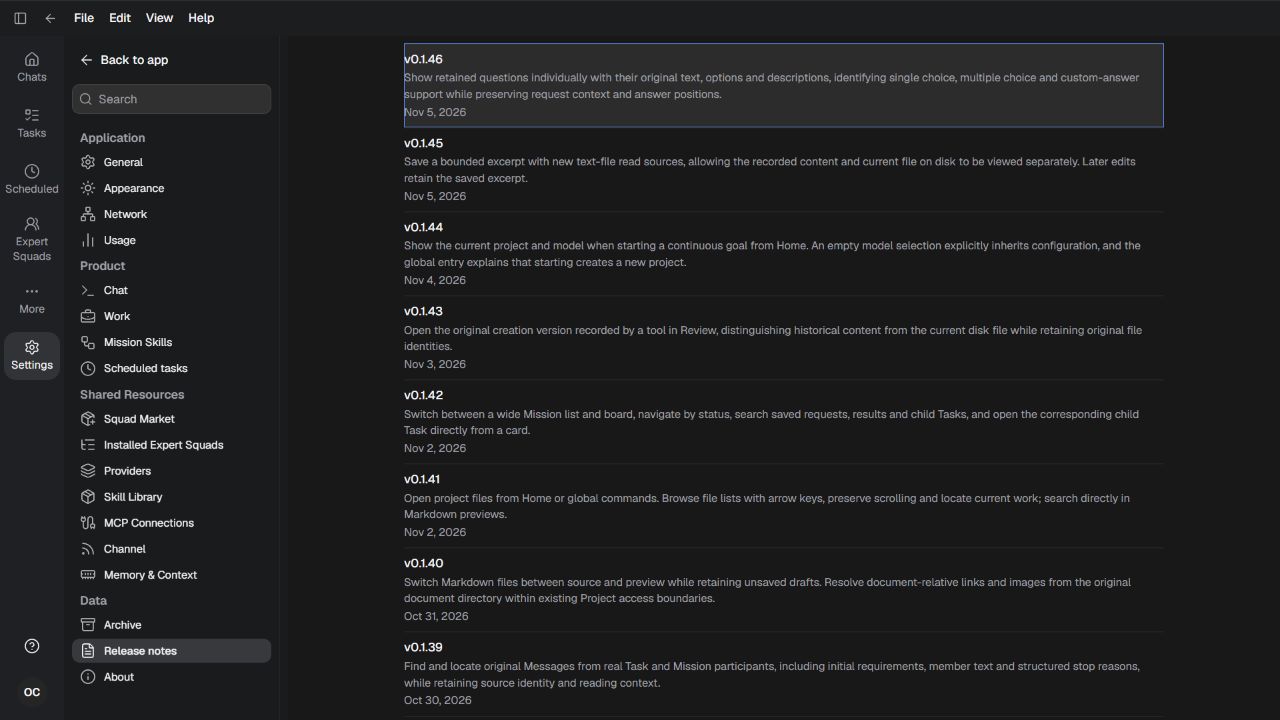 File Edit View Help
Chats
Tasks
Scheduled
Expert
Squads
More
Settings
OC
Back to app
Search
Application
General
Appearance
Network
Usage
Product
Chat
Work
Mission Skills
Scheduled tasks
Shared Resources
Squad Market
Installed Expert Squads
Providers
Skill Library
MCP Connections
Channel
Memory & Context
Data
Archive
Release notes
About
v0.1.46
Show retained questions individually with their original text, options and descriptions, identifying single choice, multiple choice and custom-answer
support while preserving request context and answer positions.
Nov 5, 2026
v0.1.45
Save a bounded excerpt with new text-file read sources, allowing the recorded content and current file on disk to be viewed separately. Later edits
retain the saved excerpt.
Nov 5, 2026
v0.1.44
Show the current project and model when starting a continuous goal from Home. An empty model selection explicitly inherits configuration, and the
global entry explains that starting creates a new project.
Nov 4, 2026
v0.1.43
Open the original creation version recorded by a tool in Review, distinguishing historical content from the current disk file while retaining original file
identities.
Nov 3, 2026
v0.1.42
Switch between a wide Mission list and board, navigate by status, search saved requests, results and child Tasks, and open the corresponding child
Task directly from a card.
Nov 2, 2026
v0.1.41
Open project files from Home or global commands. Browse file lists with arrow keys, preserve scrolling and locate current work; search directly in
Markdown previews.
Nov 2, 2026
v0.1.40
Switch Markdown files between source and preview while retaining unsaved drafts. Resolve document-relative links and images from the original
document directory within existing Project access boundaries.
Oct 31, 2026
v0.1.39
Find and locate original Messages from real Task and Mission participants, including initial requirements, member text and structured stop reasons,
while retaining source identity and reading context.
Oct 30, 2026